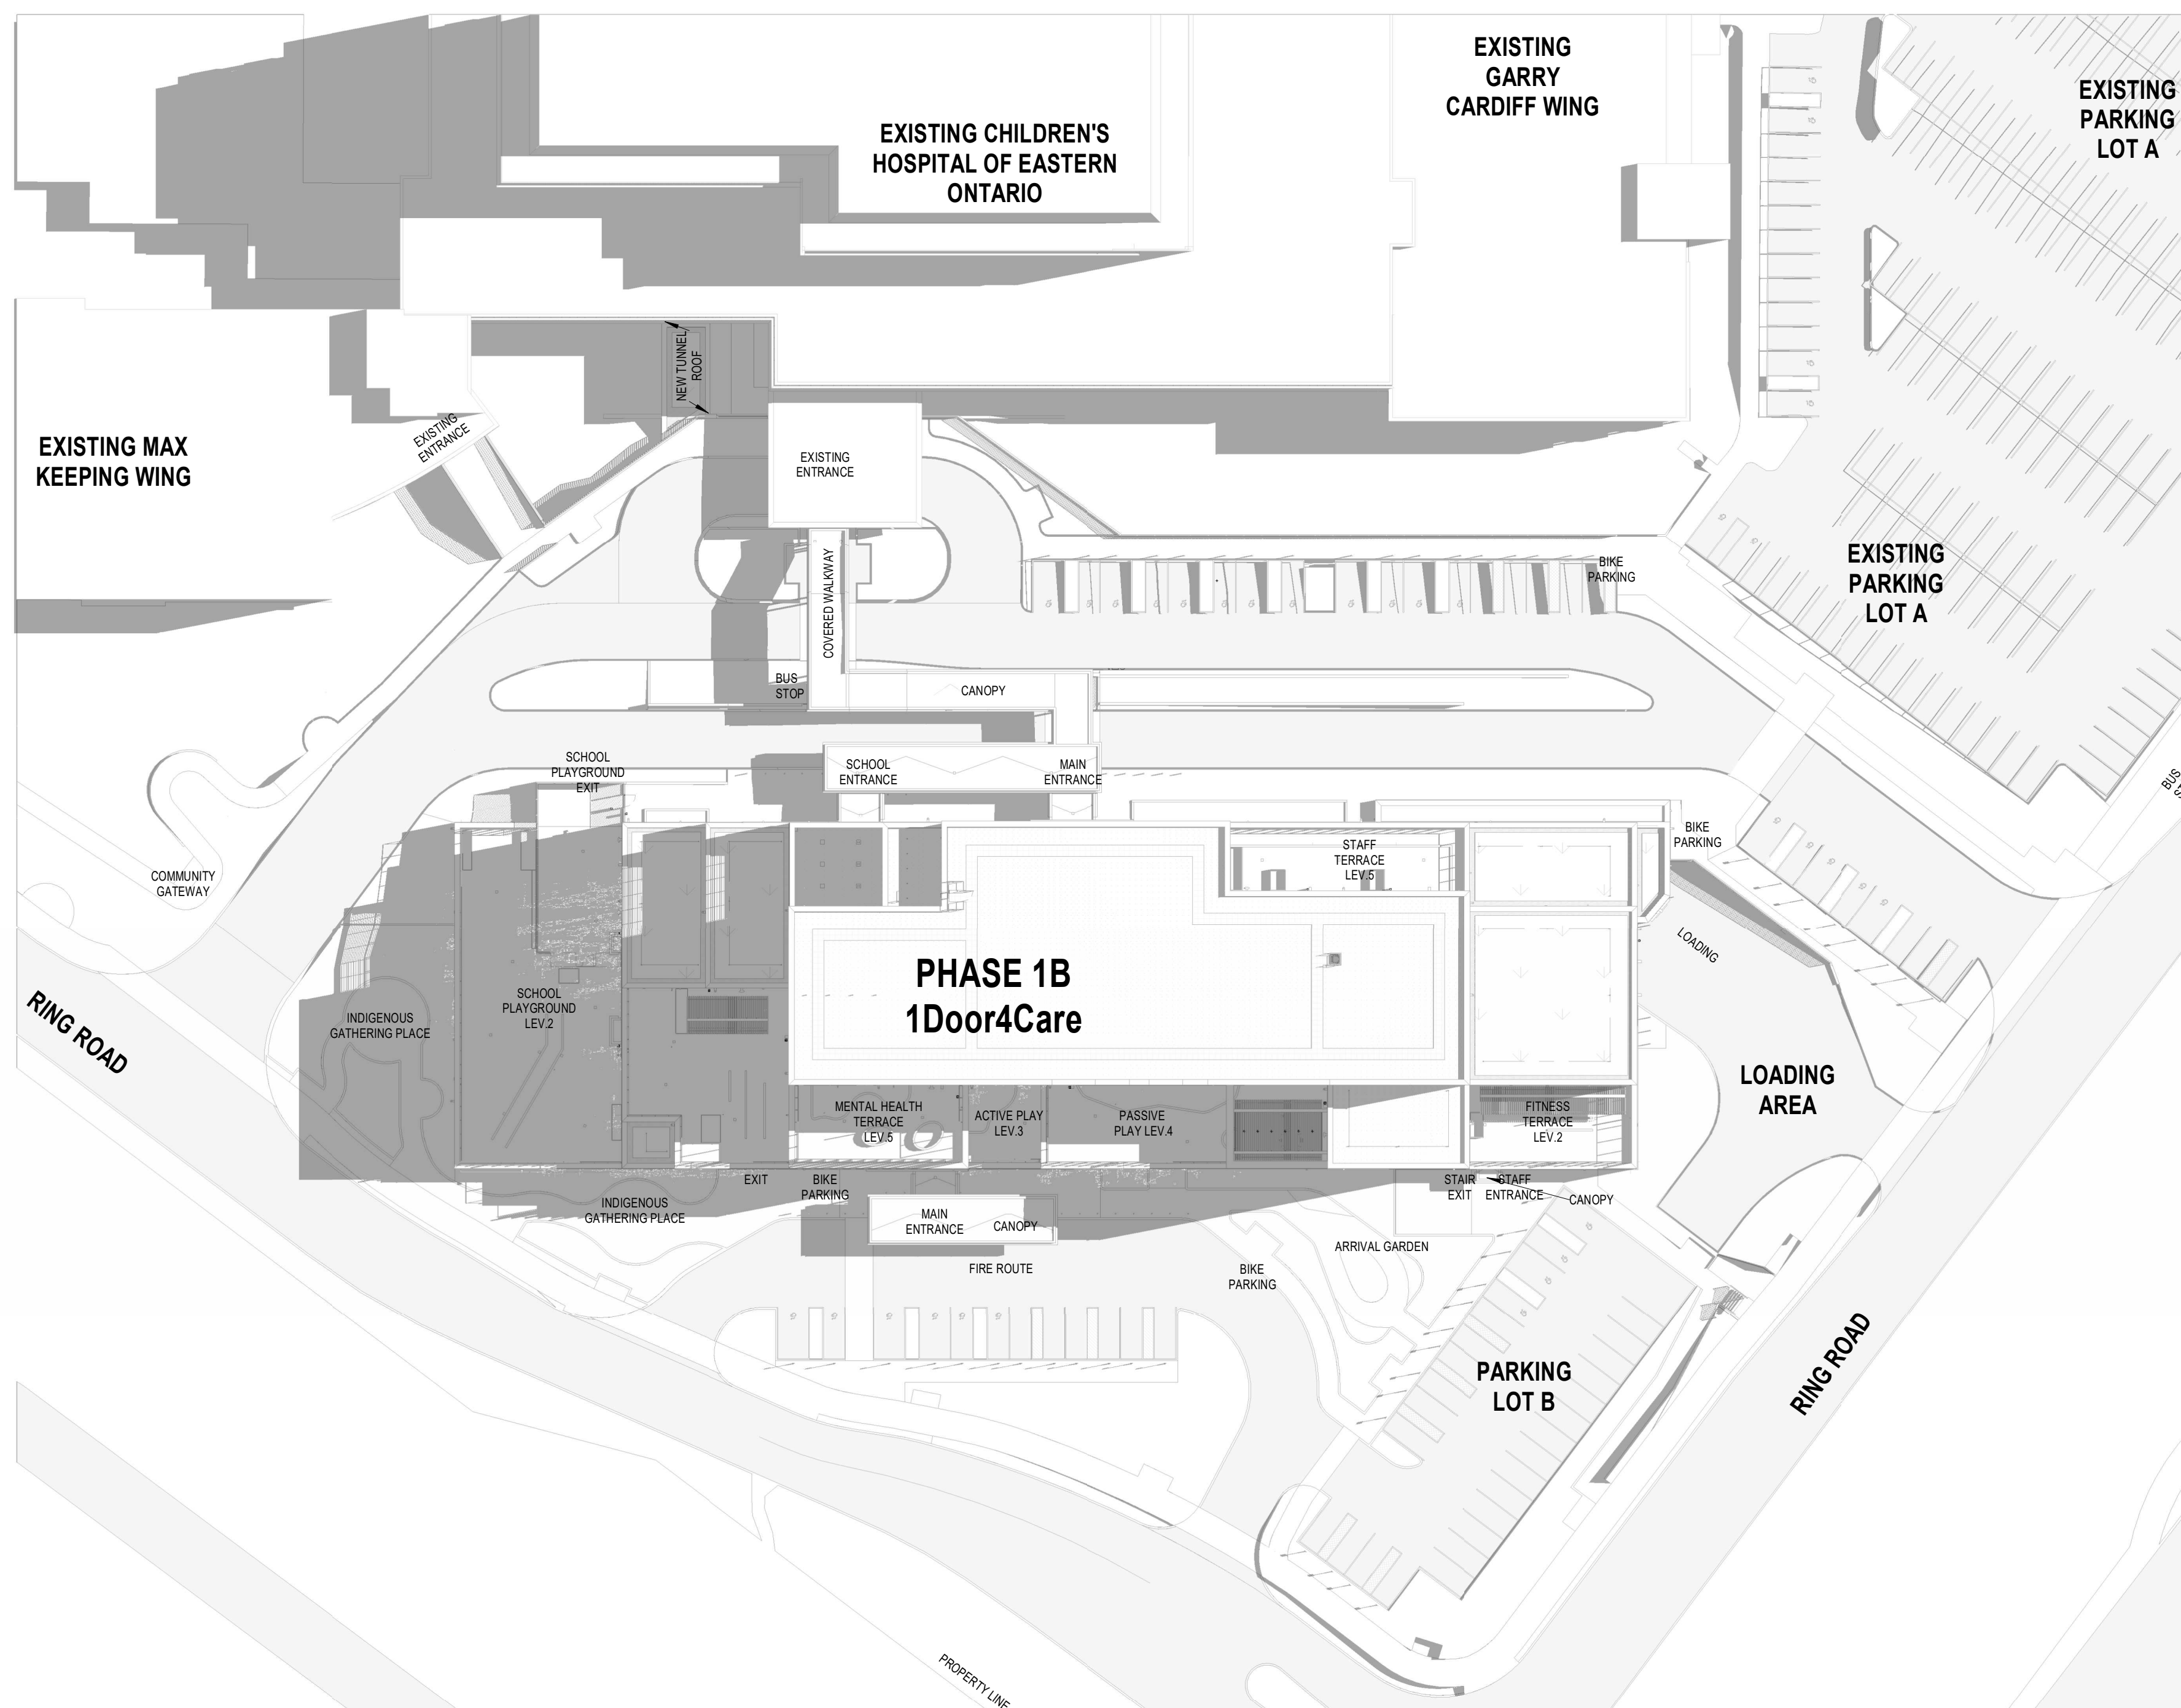 EXISTING
GARRY
CARDIFF WING
EXISTING
PARKING
LOT A
EXISTING CHILDREN'S
HOSPITAL OF EASTERN
ONTARIO
NEW TUNNEL
ROOF
EXISTING MAX
KEEPING WING
EXISTING
ENTRANCE
EXISTING
ENTRANCE
COVERED WALKWAY
BIKE
PARKING
EXISTING
PARKING
LOT A
BUS
STOP
CANOPY
SCHOOL
PLAYGROUND
EXIT
SCHOOL
ENTRANCE
MAIN
ENTRANCE
BUS
COMMUNITY
GATEWAY
STAFF
TERRACE
LEV.5
BIKE
PARKING
LOADING
PHASE 1B
1Door4Care
RING ROAD
INDIGENOUS
GATHERING PLACE
SCHOOL
PLAYGROUND
LEV.2
LOADING
AREA
MENTAL HEALTH
TERRACE
LEV.5
ACTIVE PLAY
LEV.3
PASSIVE
PLAY LEV.4
FITNESS
TERRACE
LEV.2
EXIT
BIKE
PARKING
STAIR
EXIT
STAFF
ENTRANCE
CANOPY
INDIGENOUS
GATHERING PLACE
MAIN
ENTRANCE
CANOPY
ARRIVAL GARDEN
FIRE ROUTE
BIKE
PARKING
PARKING
LOT B
RING ROAD
PROPERTY LINE